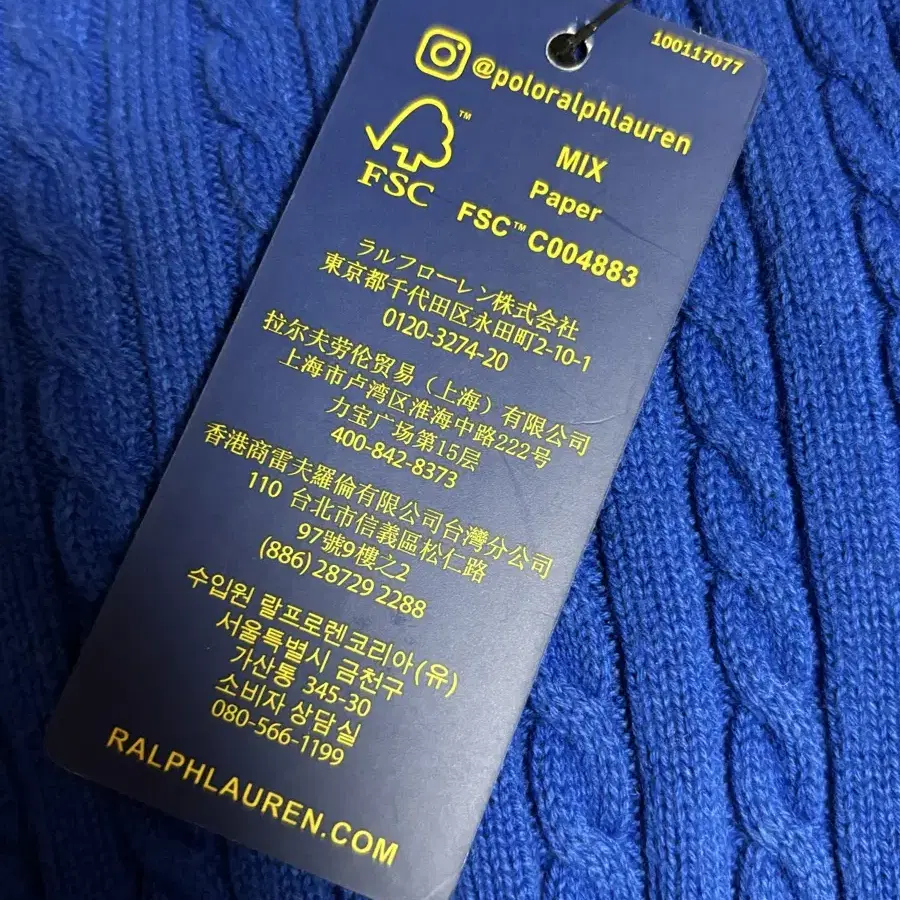 100117077
@poloralphlauren
FSC™
MIX
Paper
FSC™ C004883
ラルフローレン株式会社
東京都千代田区永田町2-10-1
0120-3274-20
拉尔夫劳伦贸易（上海）有限公司
上海市卢湾区淮海中路222号
力宝广场第15层
400-842-8373
香港商雷夫羅倫有限公司台灣分公司
110 台北市信義區松仁路
97號9樓之2
(886) 28729 2288
수입원 랄프로렌코리아(유)
서울특별시 금천구
가산통 345-30
소비자 상담실
080-566-1199
RALPHLAUREN.COM